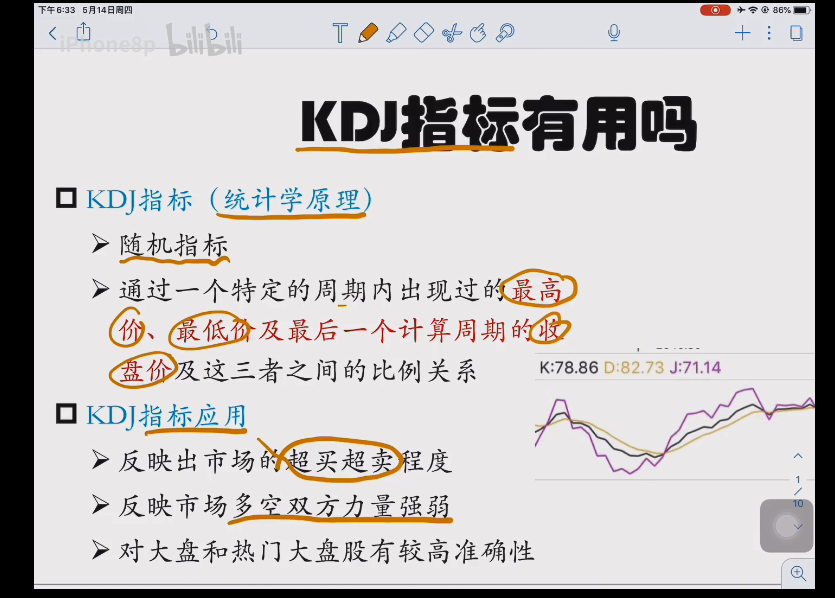 下午6:33 5月14日周四
86%
iPhone8p bilibili
KDJ指标有用吗
KDJ指标（统计学原理）
随机指标
通过一个特定的周期内出现过的最高
价、最低价及最后一个计算周期的收
盘价及这三者之间的比例关系
K:78.86 D:82.73 J:71.14
KDJ指标应用
反映出市场的超买超卖程度
反映市场多空双方力量强弱
对大盘和热门大盘股有较高准确性
1
/
10